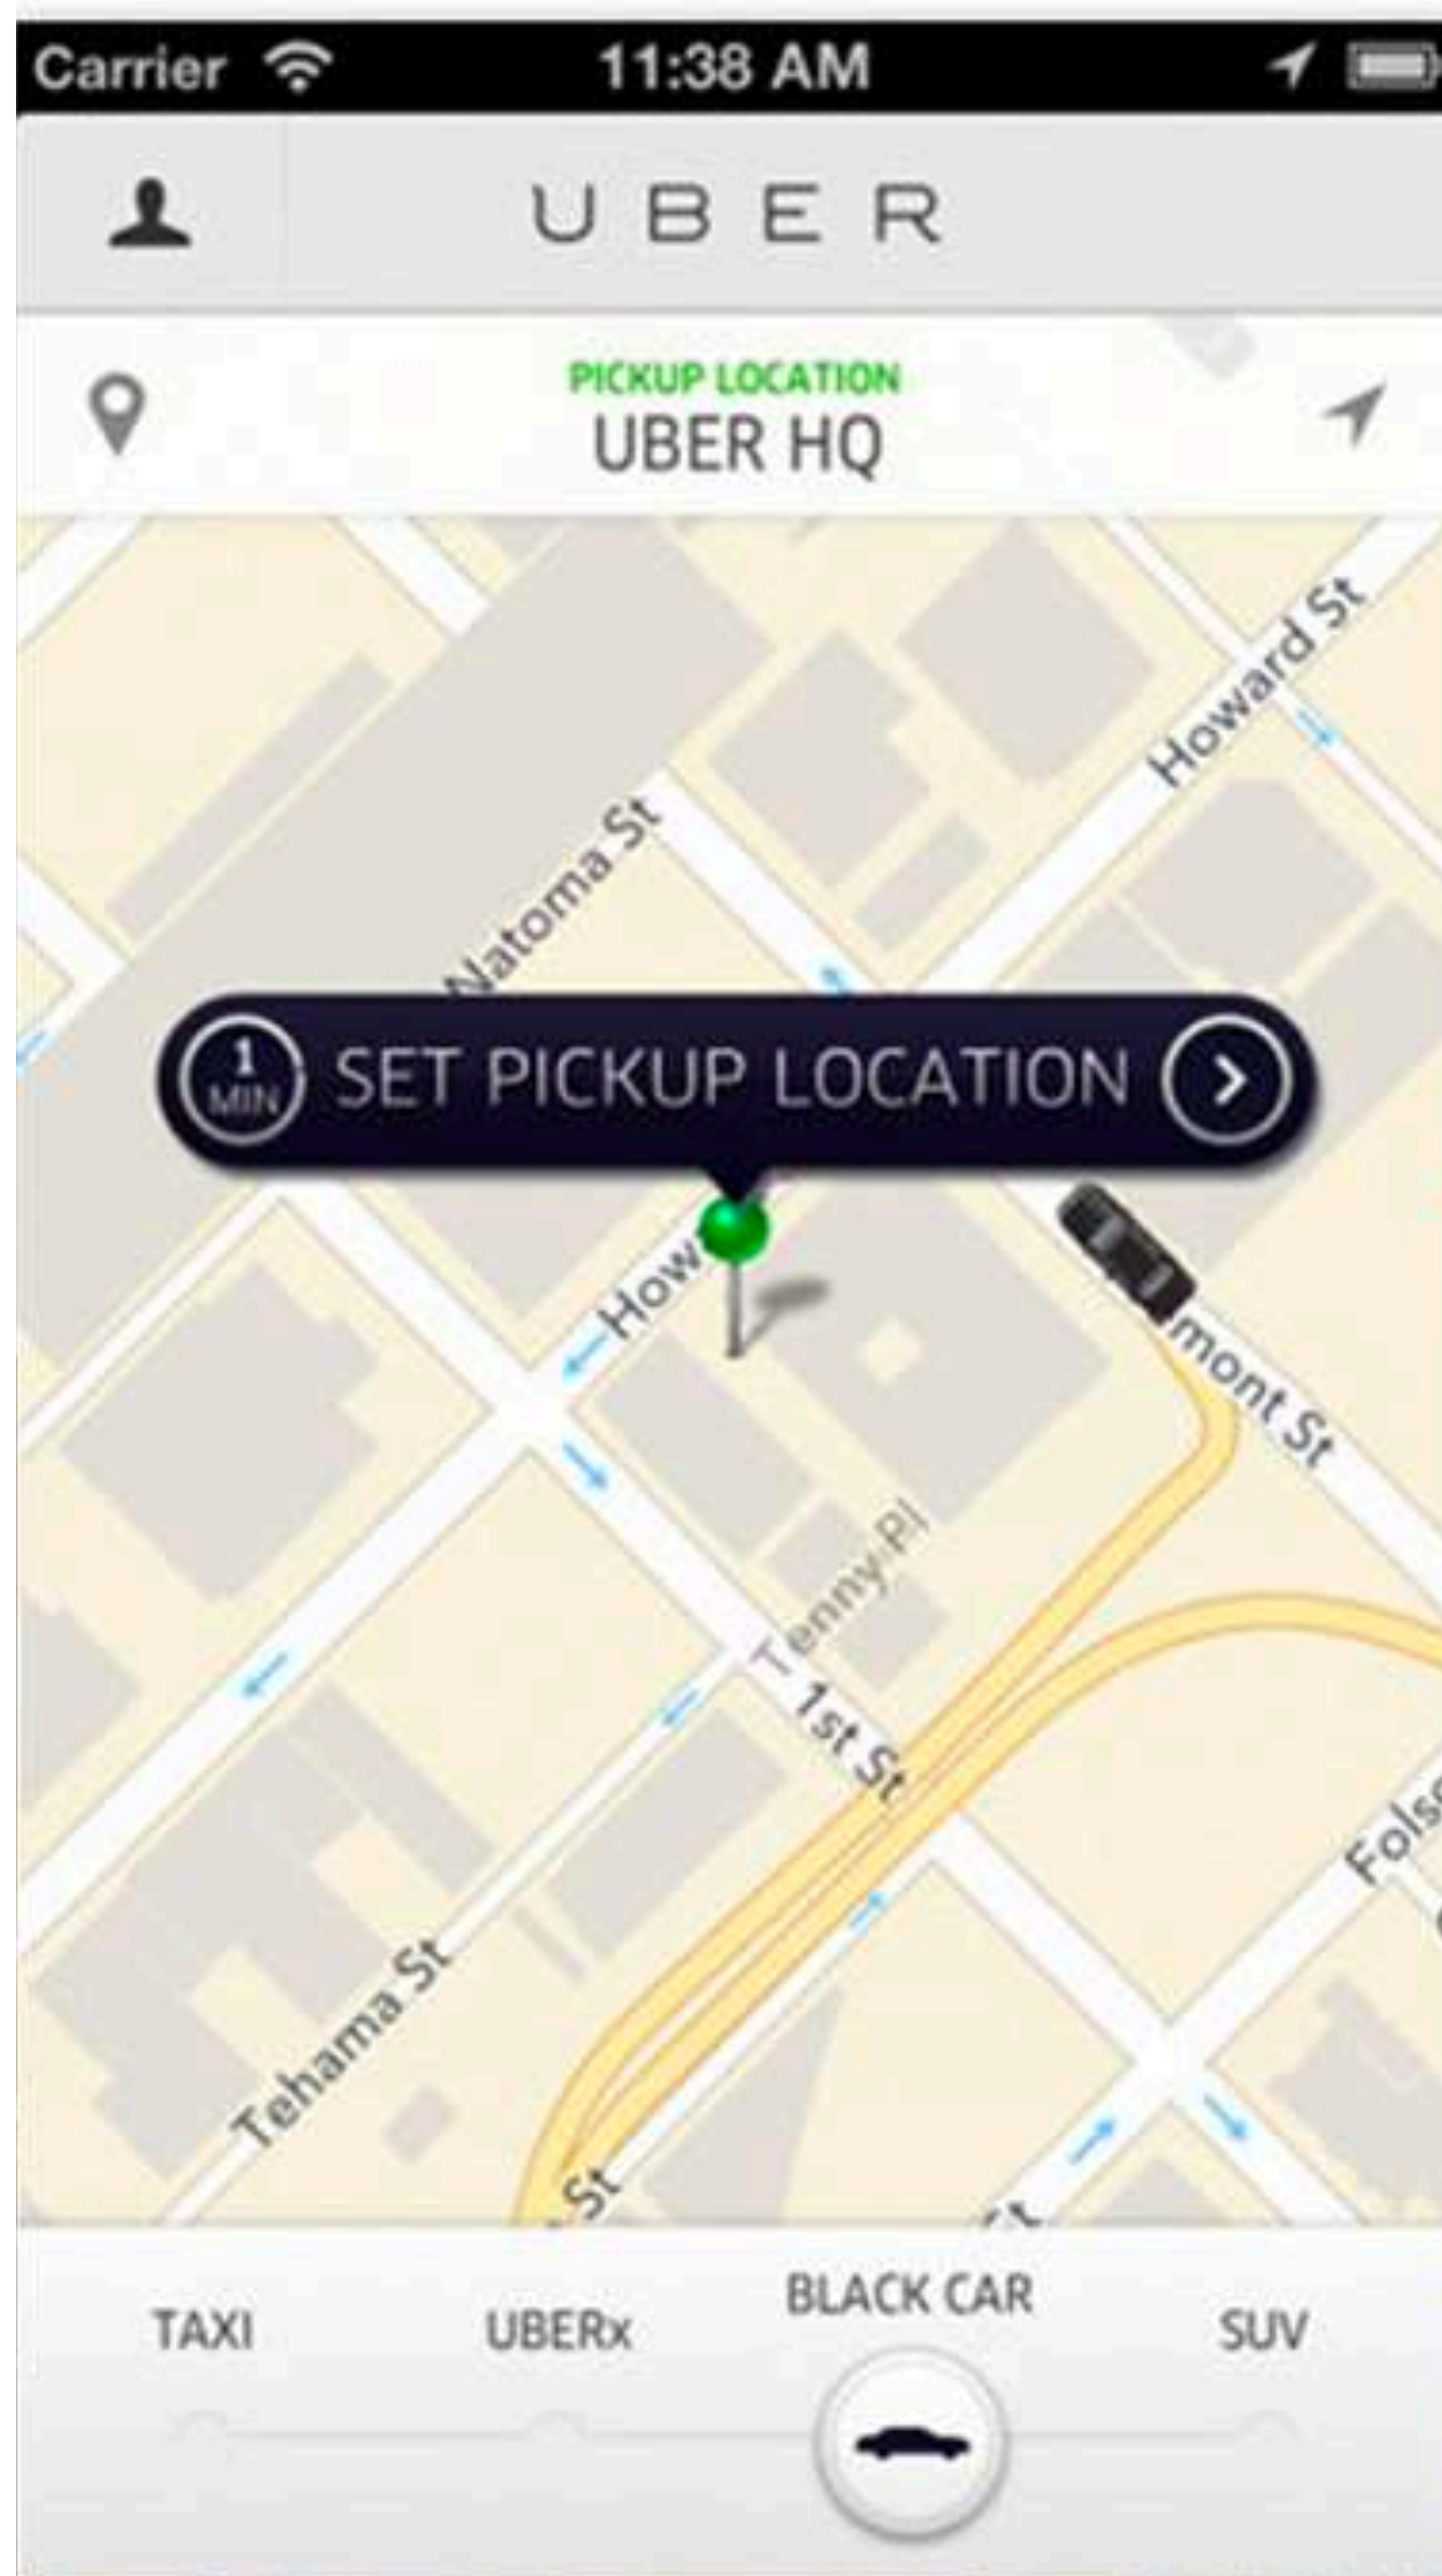 Carrier 11:38 AM
UBER
PICKUP LOCATION
UBER HQ
Howard St
Natoma St
1 MIN SET PICKUP LOCATION
How
mont St
Tenny Pl
1st St
Folso
Tehama St
St
BLACK CAR
TAXI UBERx SUV